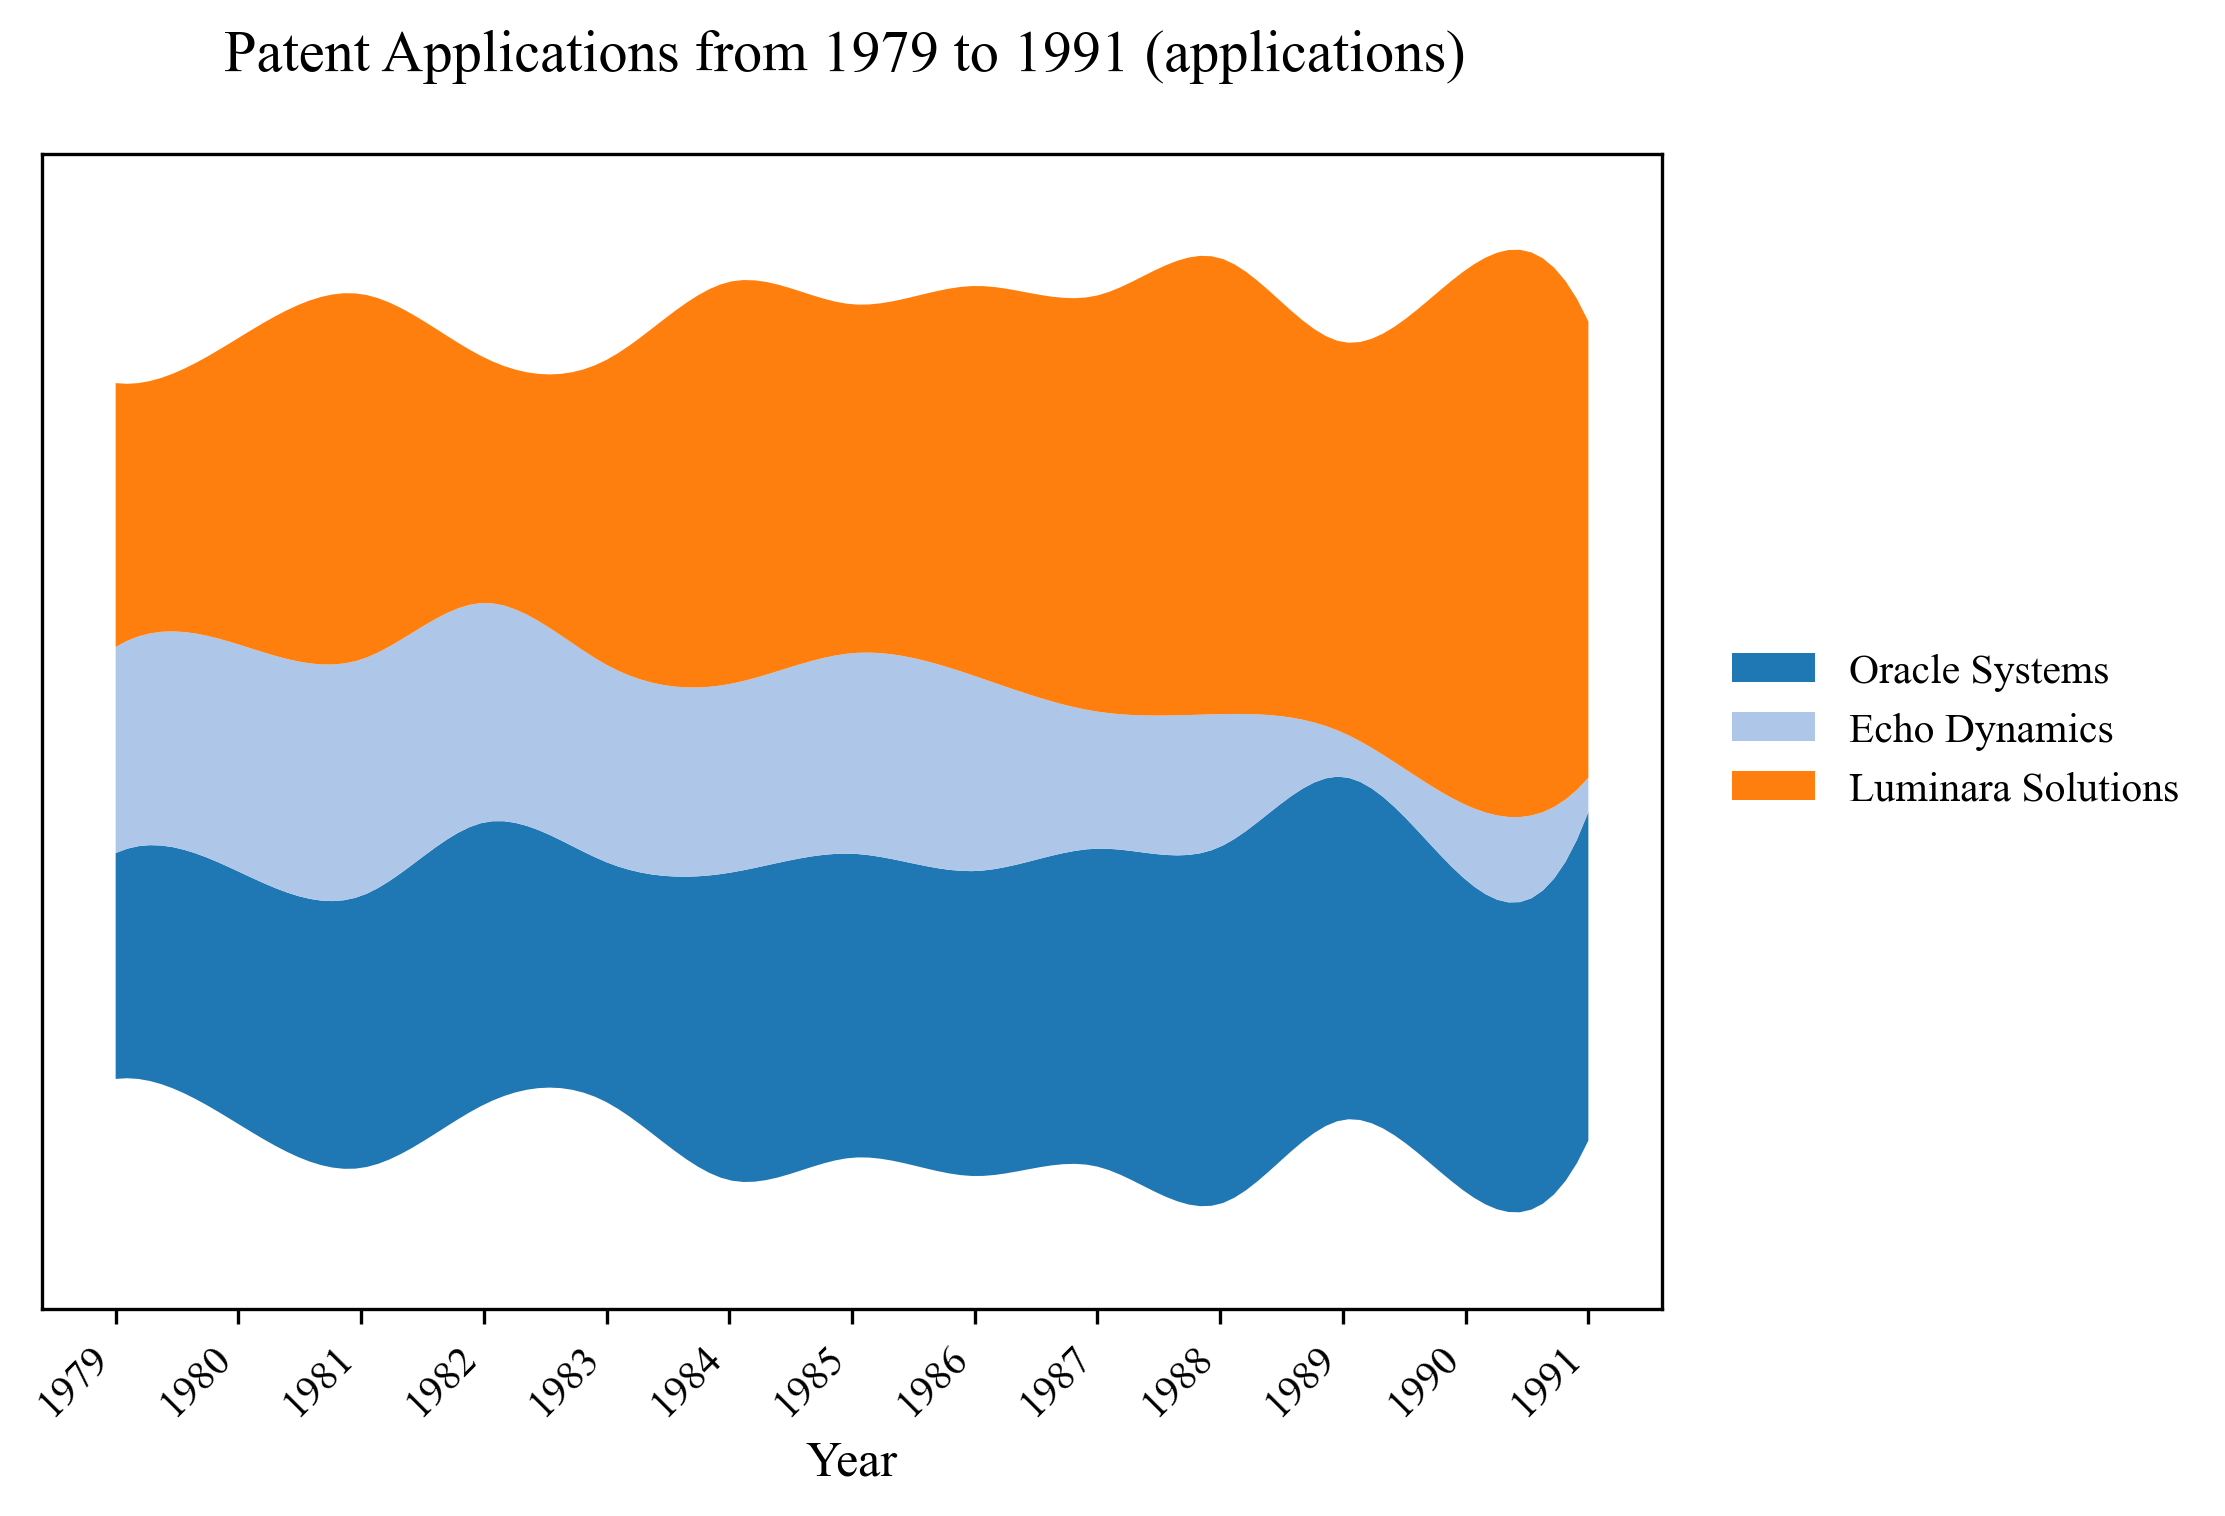 Patent Applications from 1979 to 1991 (applications)
Oracle Systems
Echo Dynamics
Luminara Solutions
1979
1980
1981
1982
1983
1984
1985
1986
1987
1988
1989
1990
1991
Year